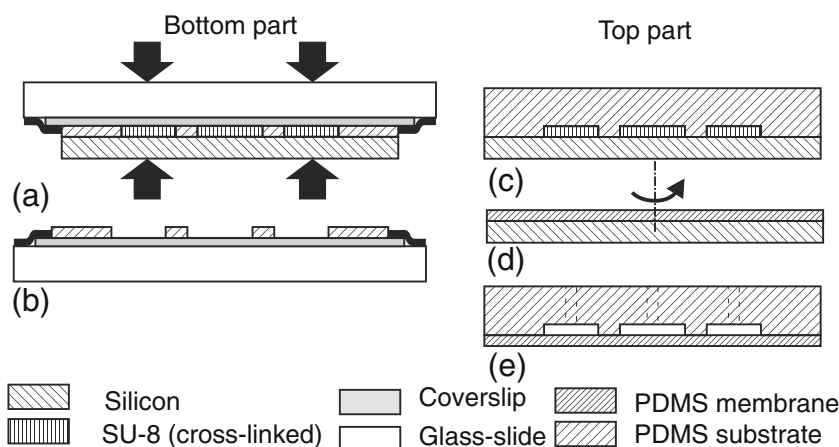 Bottom part
Top part
(a)
(b)
(c)
(d)
(e)
Silicon
SU-8 (cross-linked)
Coverslip
Glass-slide
PDMS membrane
PDMS substrate